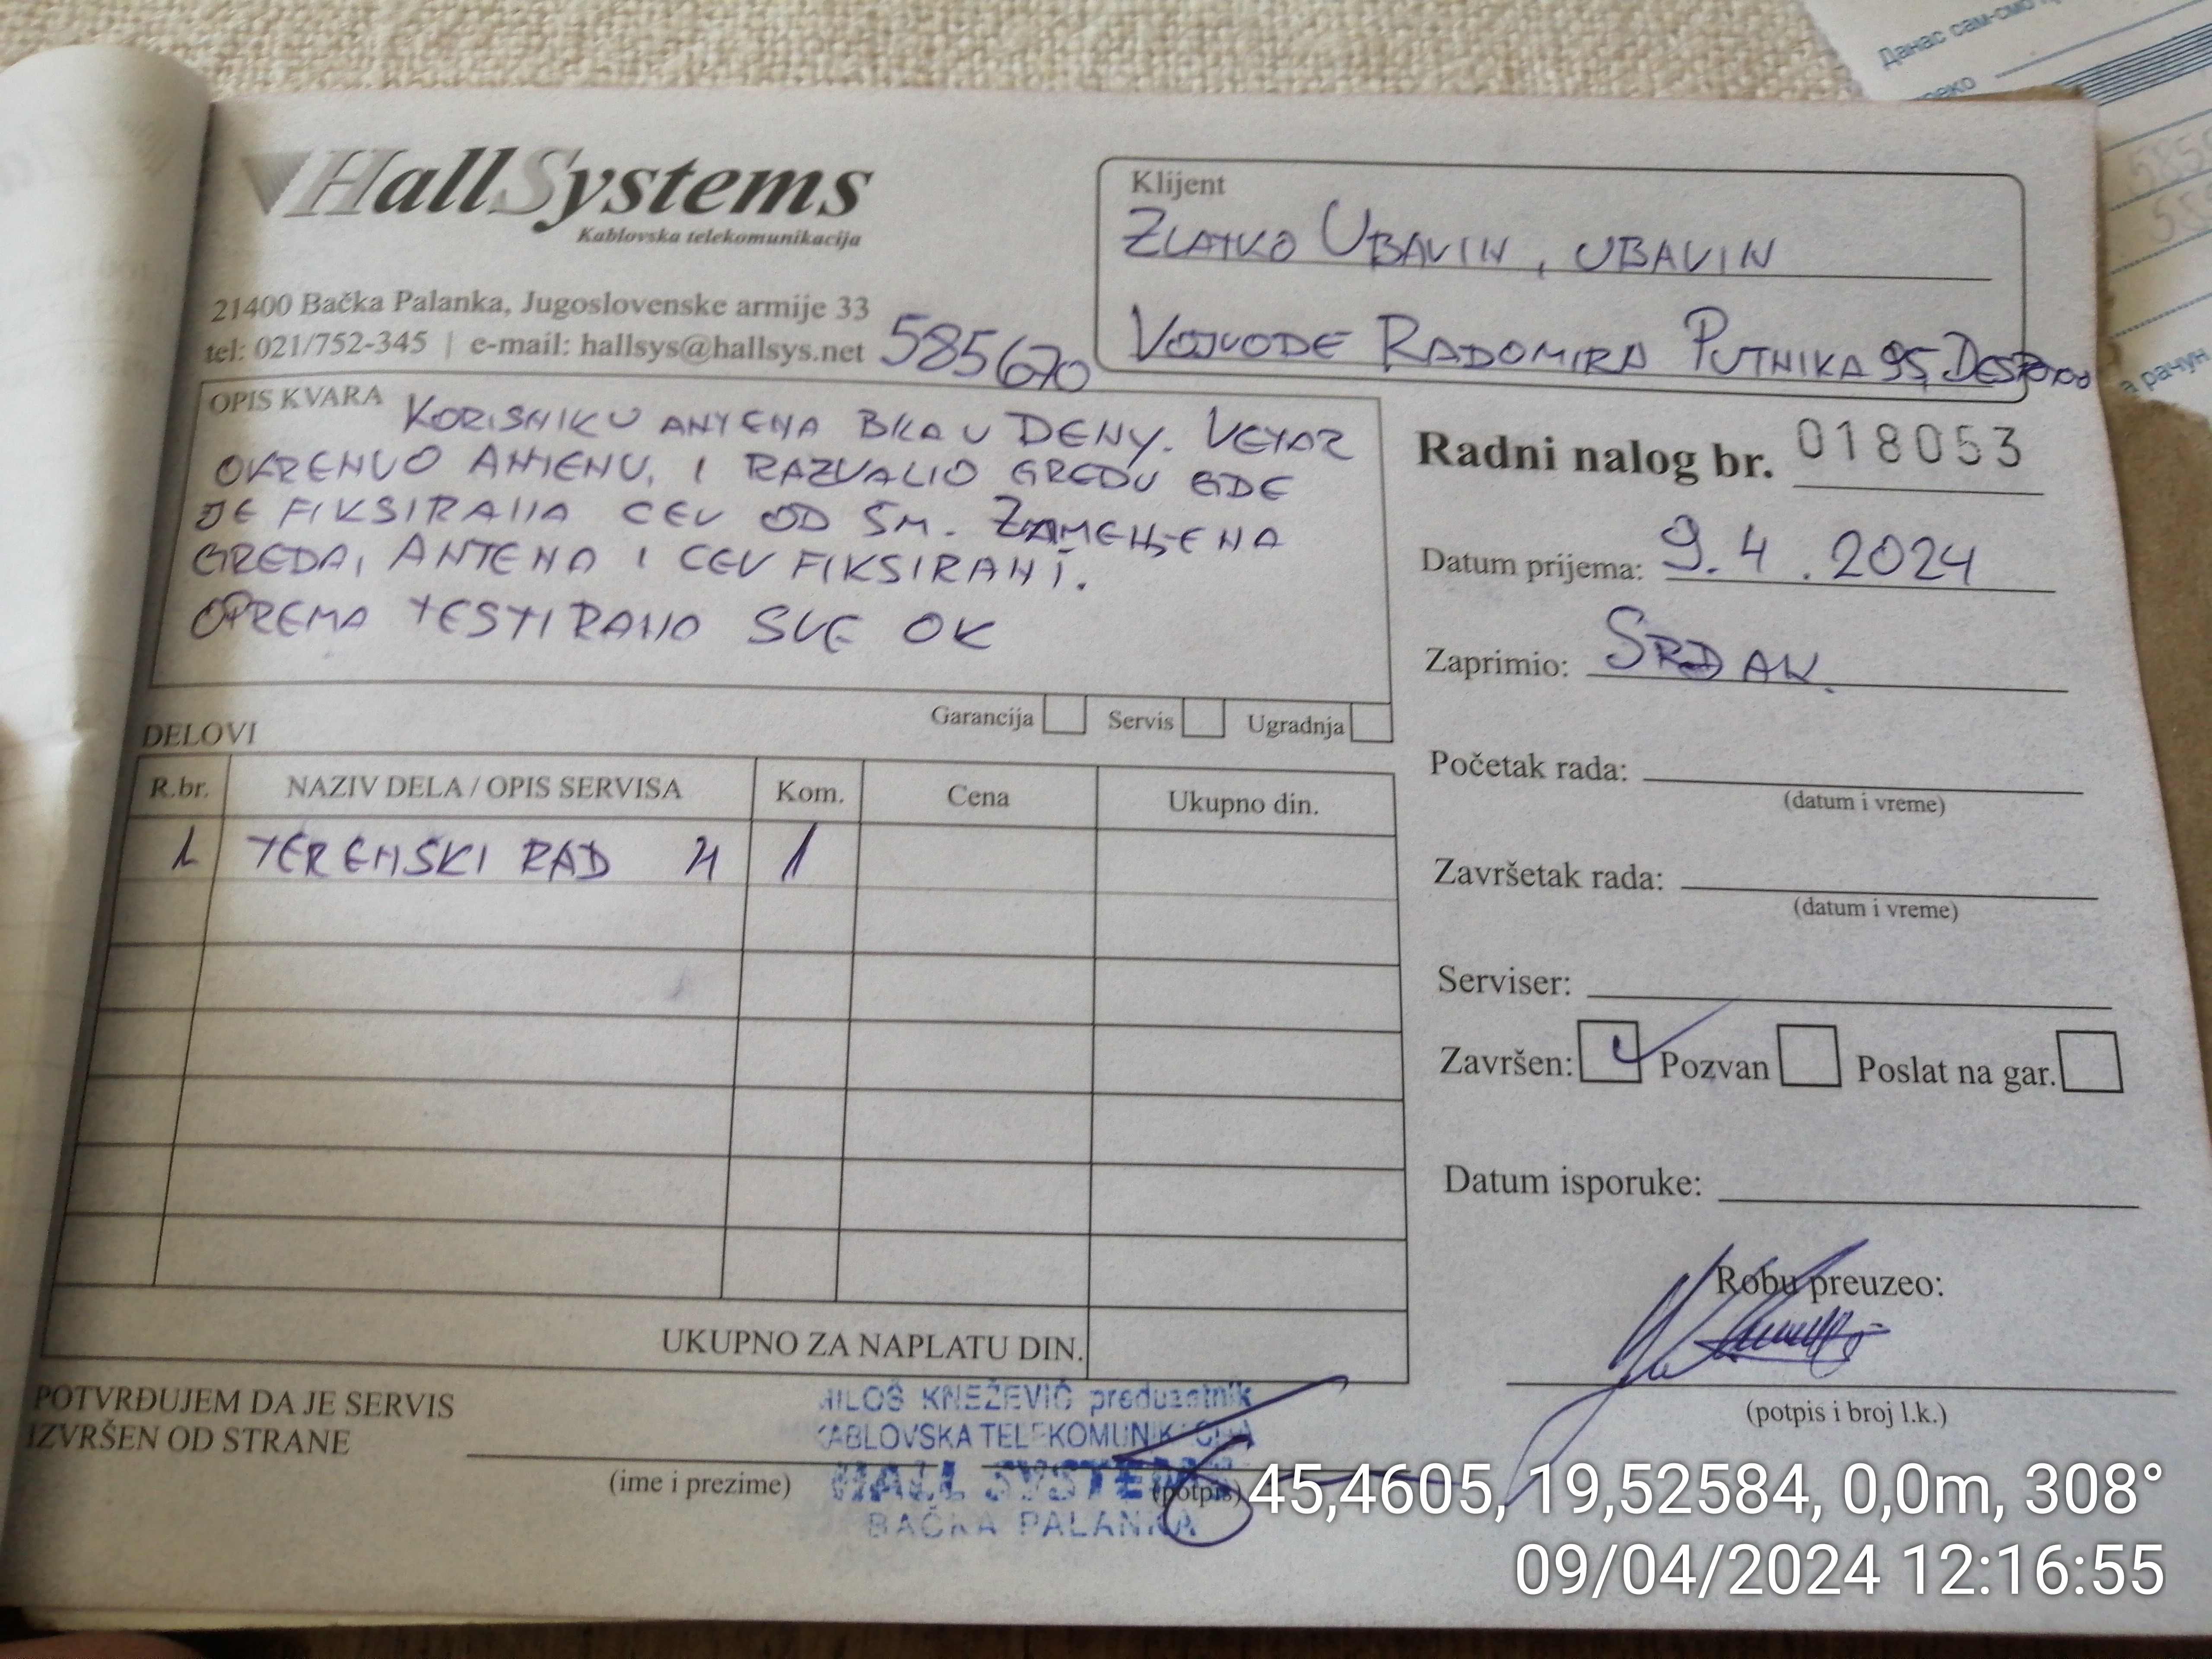 HallSystems
Kablovska telekomunikacija
21400 Bačka Palanka, Jugoslovenske armije 33
tel: 021/752-345 | e-mail: hallsys@hallsys.net
585670
Klijent
ZLATKO UBAVIN, UBAVIN
VOJVODE RADOMIRA PUTNIKA 95,
OPIS KVARA
KORISNIKU ANTENA BILA U DENY. VETAR
OKRENUO ANTENU, I RAZVALIO GREDU GDE
JE FIKSIRANA CEV OD 5M. ZAMENJENA
GREDA, ANTENA I CEV FIKSIRANI.
OPREMA TESTIRANO SVE OK
Garancija Servis Ugradnja
Radni nalog br. 018053
Datum prijema: 9.4.2024
Zaprimio: SRĐAN.
Početak rada:
(datum i vreme)
Završetak rada:
(datum i vreme)
Serviser:
Završen: Pozvan Poslat na gar.
Datum isporuke:
Robu preuzeo:
(potpis i broj l.k.)
DELOVI
R.br. NAZIV DELA / OPIS SERVISA Kom. Cena Ukupno din.
1 TERENSKI RAD H 1
UKUPNO ZA NAPLATU DIN.
POTVRĐUJEM DA JE SERVIS
IZVRŠEN OD STRANE
(ime i prezime)
(potpis)
MILOŠ KNEŽEVIĆ preduzetnik
KABLOVSKA TELEKOMUNIKACIJA
HALL SYSTEMS
BAČKA PALANKA
45,4605, 19,52584, 0,0m, 308°
09/04/2024 12:16:55
Данас
рачун